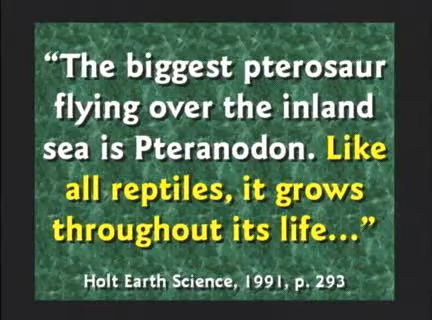 “The biggest pterosaur
flying over the inland
sea is Pteranodon. Like
all reptiles, it grows
throughout its life...”
Holt Earth Science, 1991, p. 293